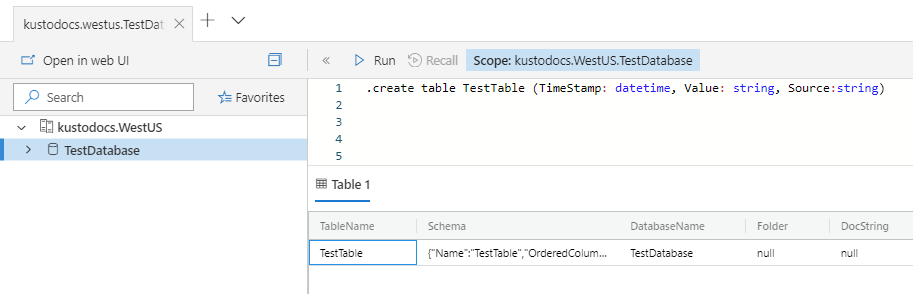 kustodocs.westus.TestDat
Open in web UI
Run
Recall
Scope: kustodocs.WestUS.TestDatabase
Search
Favorites
kustodocs.WestUS
TestDatabase
1 .create table TestTable (TimeStamp: datetime, Value: string, Source:string)
2
3
4
5
Table 1
TableName Schema DatabaseName Folder DocString
TestTable {"Name":"TestTable","OrderedColum... TestDatabase null null